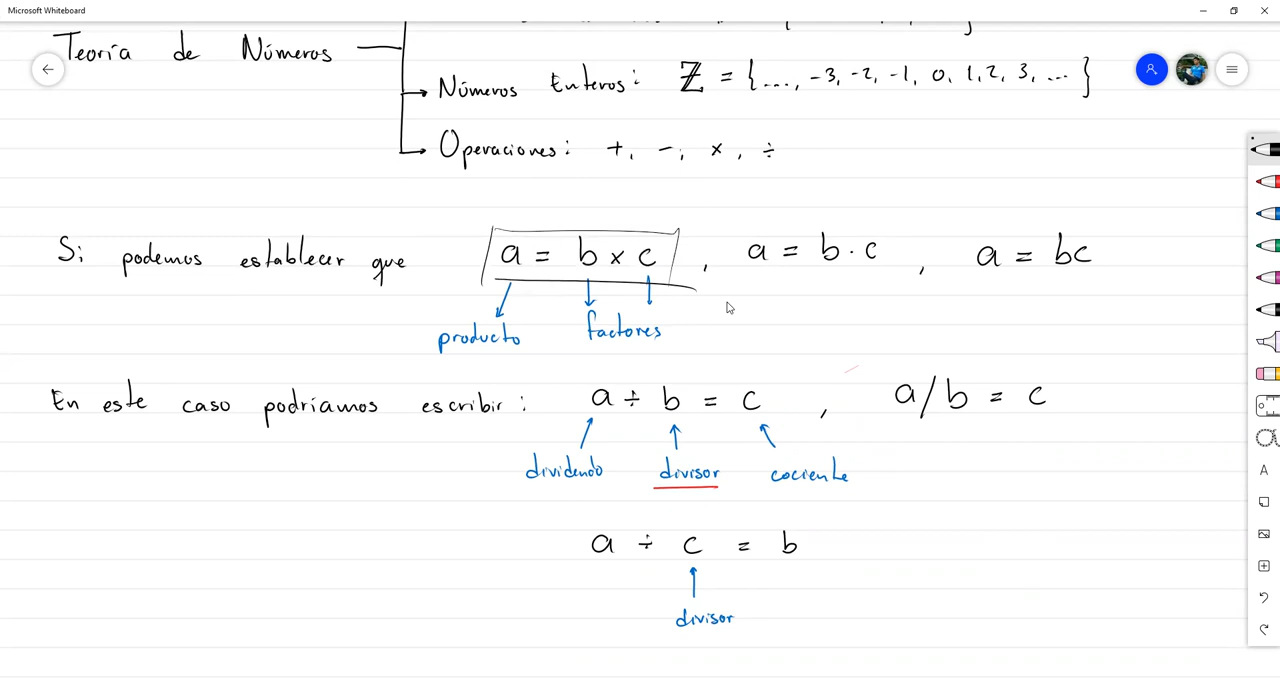 Microsoft Whiteboard
Teoría de Números
Números Enteros: ℤ = {..., -3, -2, -1, 0, 1, 2, 3, ... }
Operaciones: +, -, ×, ÷
Si podemos establecer que a = b × c , a = b · c , a = bc
producto factores
En este caso podríamos escribir: a ÷ b = c , a/b = c
dividendo divisor cociente
a ÷ c = b
divisor
A